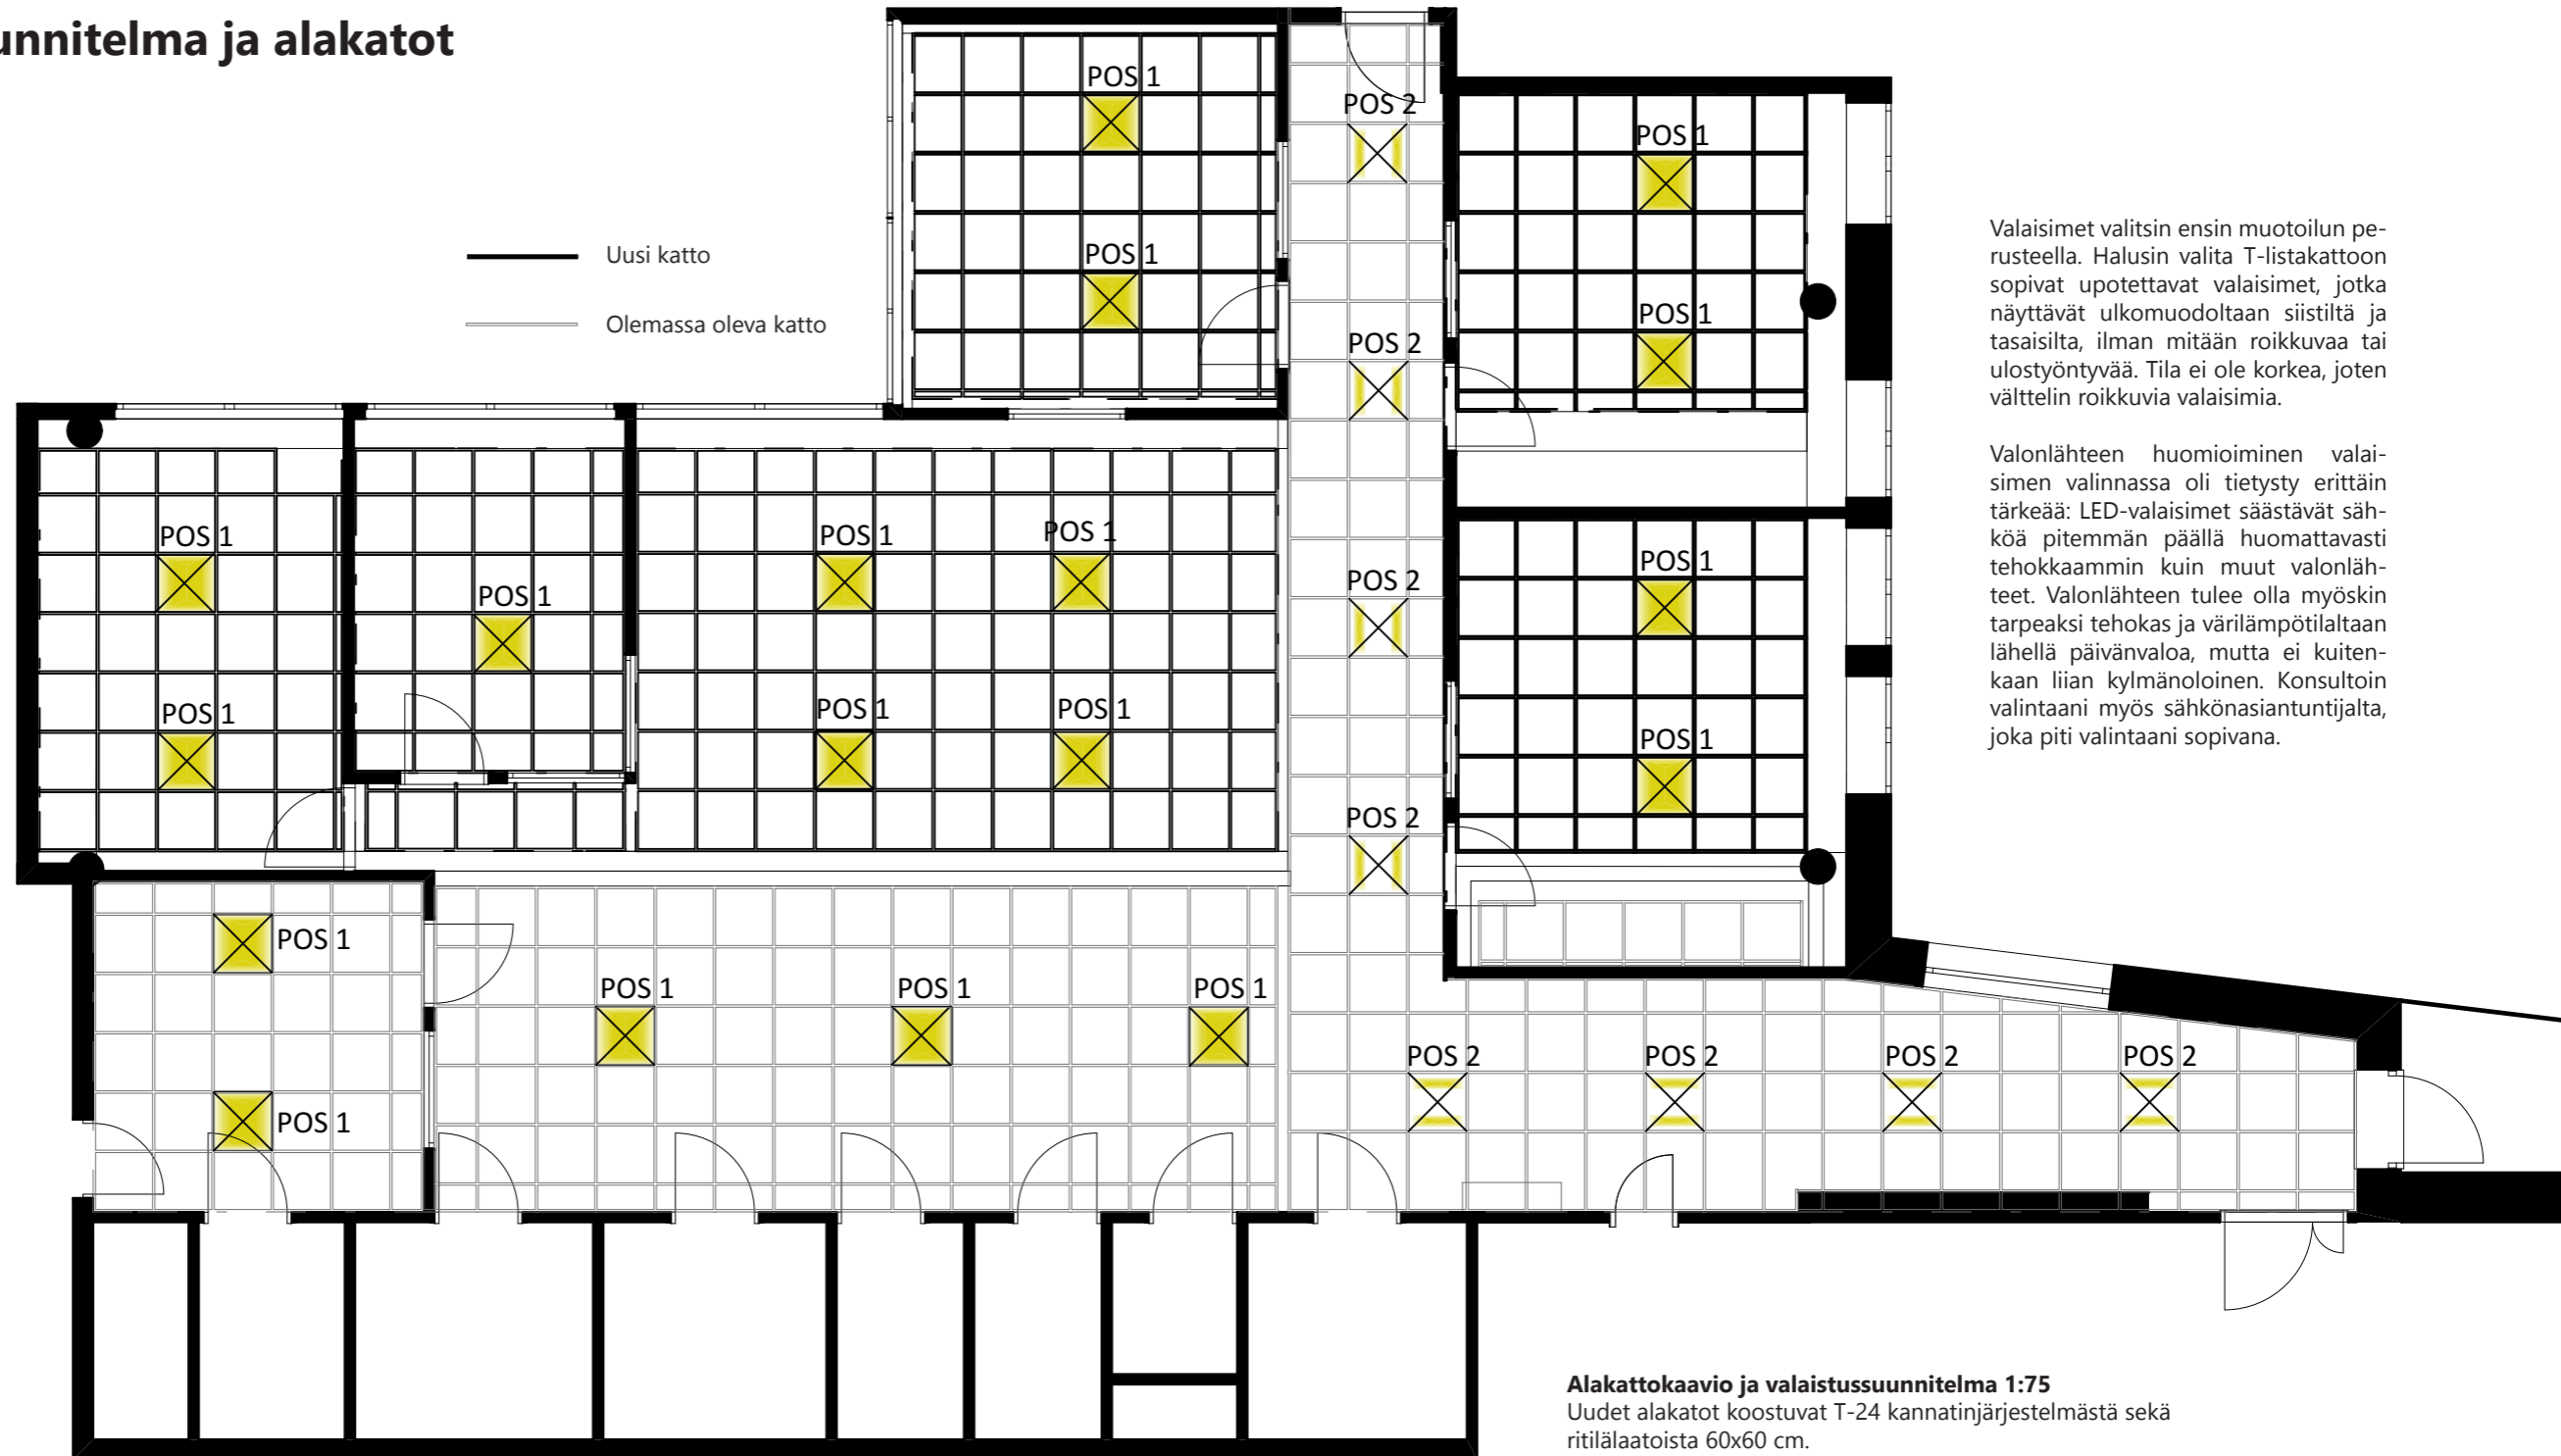 unnitelma ja alakatot
POS 1
POS 2
POS 1
Uusi katto
POS 1
Olemassa oleva katto
POS 1
POS 2
POS 1
POS 1
POS 1
POS 1
POS 2
POS 1
POS 1
POS 1
POS 1
POS 1
POS 2
POS 1
POS 1
POS 1
POS 1
POS 1
POS 1
POS 2
POS 2
POS 2
POS 2
Valaisimet valitsin ensin muotoilun pe-
rusteella. Halusin valita T-listakattoon
sopivat upotettavat valaisimet, jotka
näyttävät ulkomuodoltaan siistiltä ja
tasaisilta, ilman mitään roikkuvaa tai
ulostyöntyvää. Tila ei ole korkea, joten
välttelin roikkuvia valaisimia.
Valonlähteen huomioiminen valai-
simen valinnassa oli tietysty erittäin
tärkeää: LED-valaisimet säästävät säh-
köä pitemmän päällä huomattavasti
tehokkaammin kuin muut valonläh-
teet. Valonlähteen tulee olla myöskin
tarpeaksi tehokas ja värilämpötilaltaan
lähellä päivänvaloa, mutta ei kuiten-
kaan liian kylmänoloinen. Konsultoin
valintaani myös sähkönasiantuntijalta,
joka piti valintaani sopivana.
Alakattokaavio ja valaistussuunnitelma 1:75
Uudet alakatot koostuvat T-24 kannatinjärjestelmästä sekä
ritilälaatoista 60x60 cm.